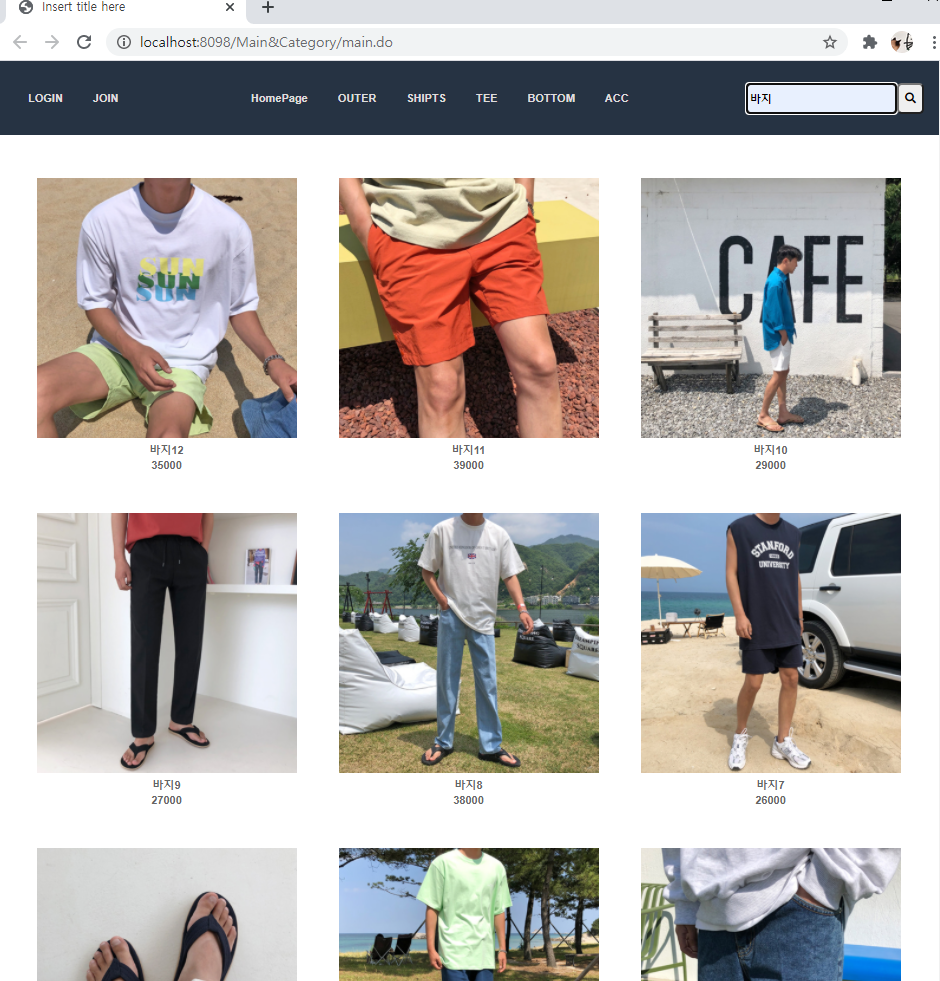 Insert title here
localhost:8098/Main&Category/main.do
LOGIN JOIN HomePage OUTER SHIPTS TEE BOTTOM ACC 바지
SUN
SUN
SUN
CAFE
바지12 바지11 바지10
35000 39000 29000
STANFORD
UNIVERSITY
바지9 바지8 바지7
27000 38000 26000